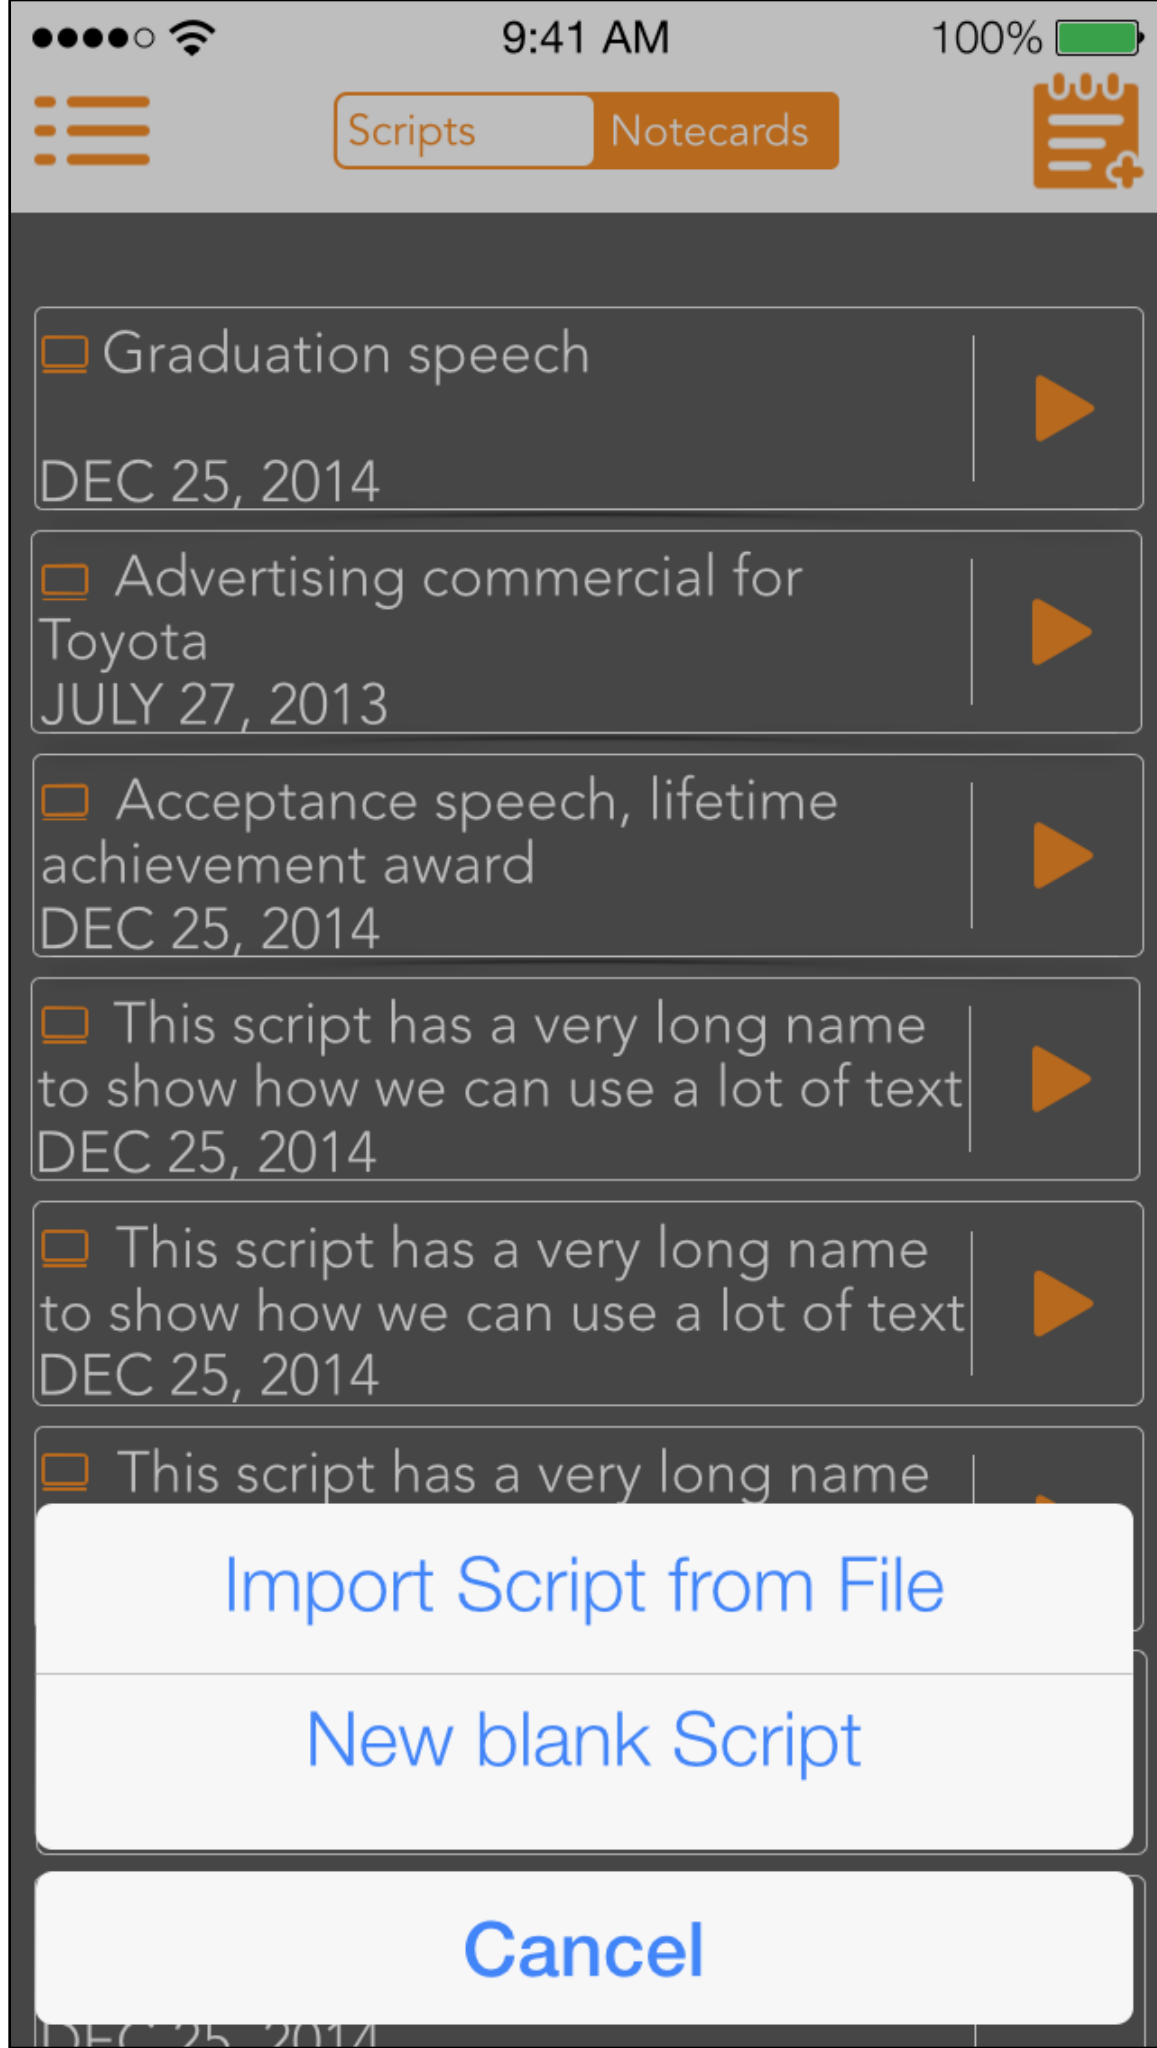 9:41 AM 100%
Scripts Notecards
Graduation speech
DEC 25, 2014
Advertising commercial for
Toyota
JULY 27, 2013
Acceptance speech, lifetime
achievement award
DEC 25, 2014
This script has a very long name
to show how we can use a lot of text
DEC 25, 2014
This script has a very long name
to show how we can use a lot of text
DEC 25, 2014
This script has a very long name
Import Script from File
New blank Script
Cancel
DEC 25, 2014